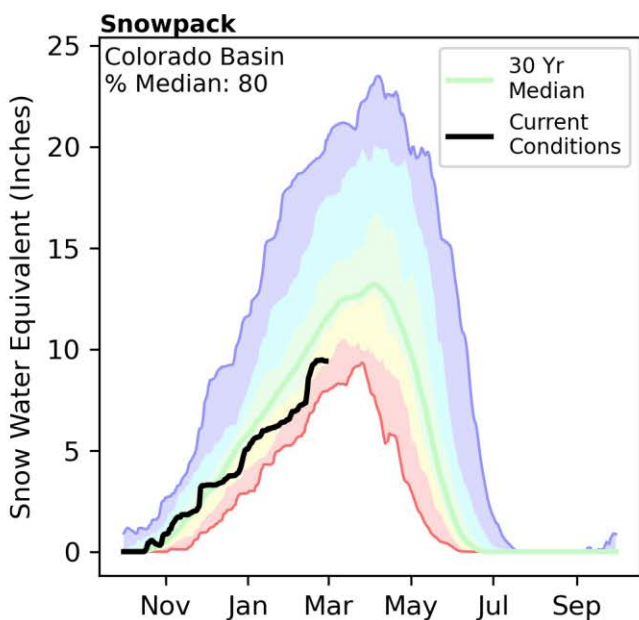 Snowpack
Colorado Basin
% Median: 80
30 Yr
Median
Current
Conditions
Snow Water Equivalent (Inches)
25
20
15
10
5
0
Nov Jan Mar May Jul Sep